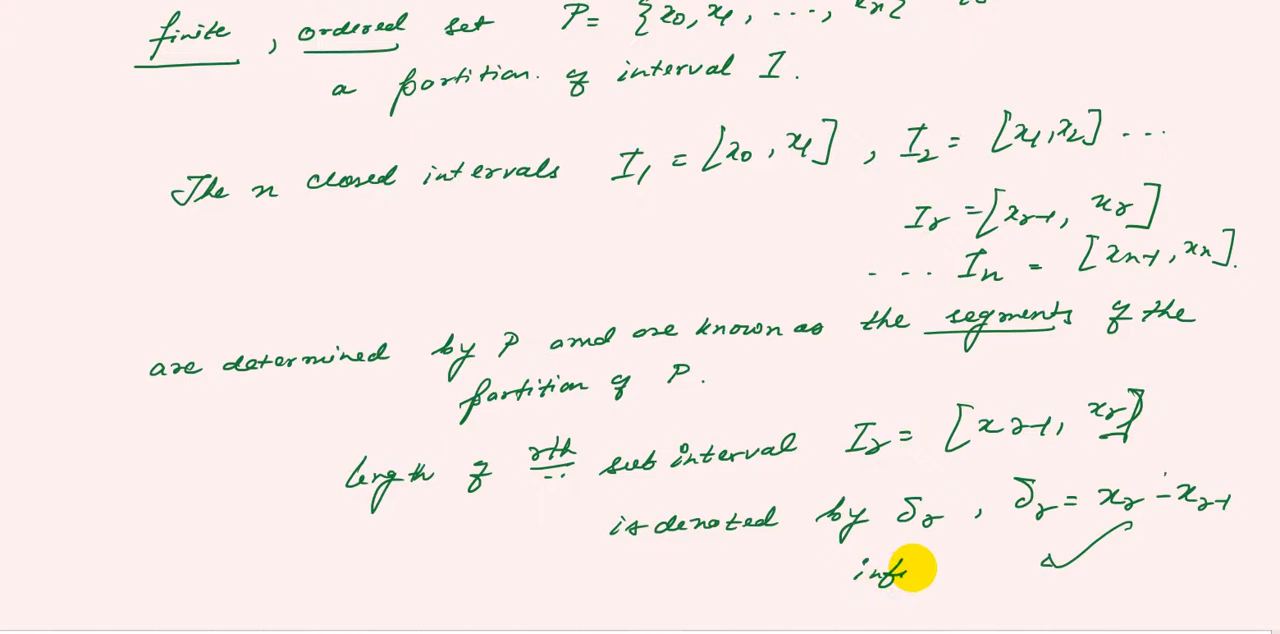 finite, ordered set P = {x0, x1, ..., xn}
a partition of interval I.
The n closed intervals I1 = [x0, x1], I2 = [x1, x2] ...
Ir = [xr-1, xr]
... In = [xn-1, xn].
are determined by P and are known as the segments of the
partition of P.
length of rth sub interval Ir = [xr-1, xr]
is denoted by δr, δr = xr - xr-1
inf